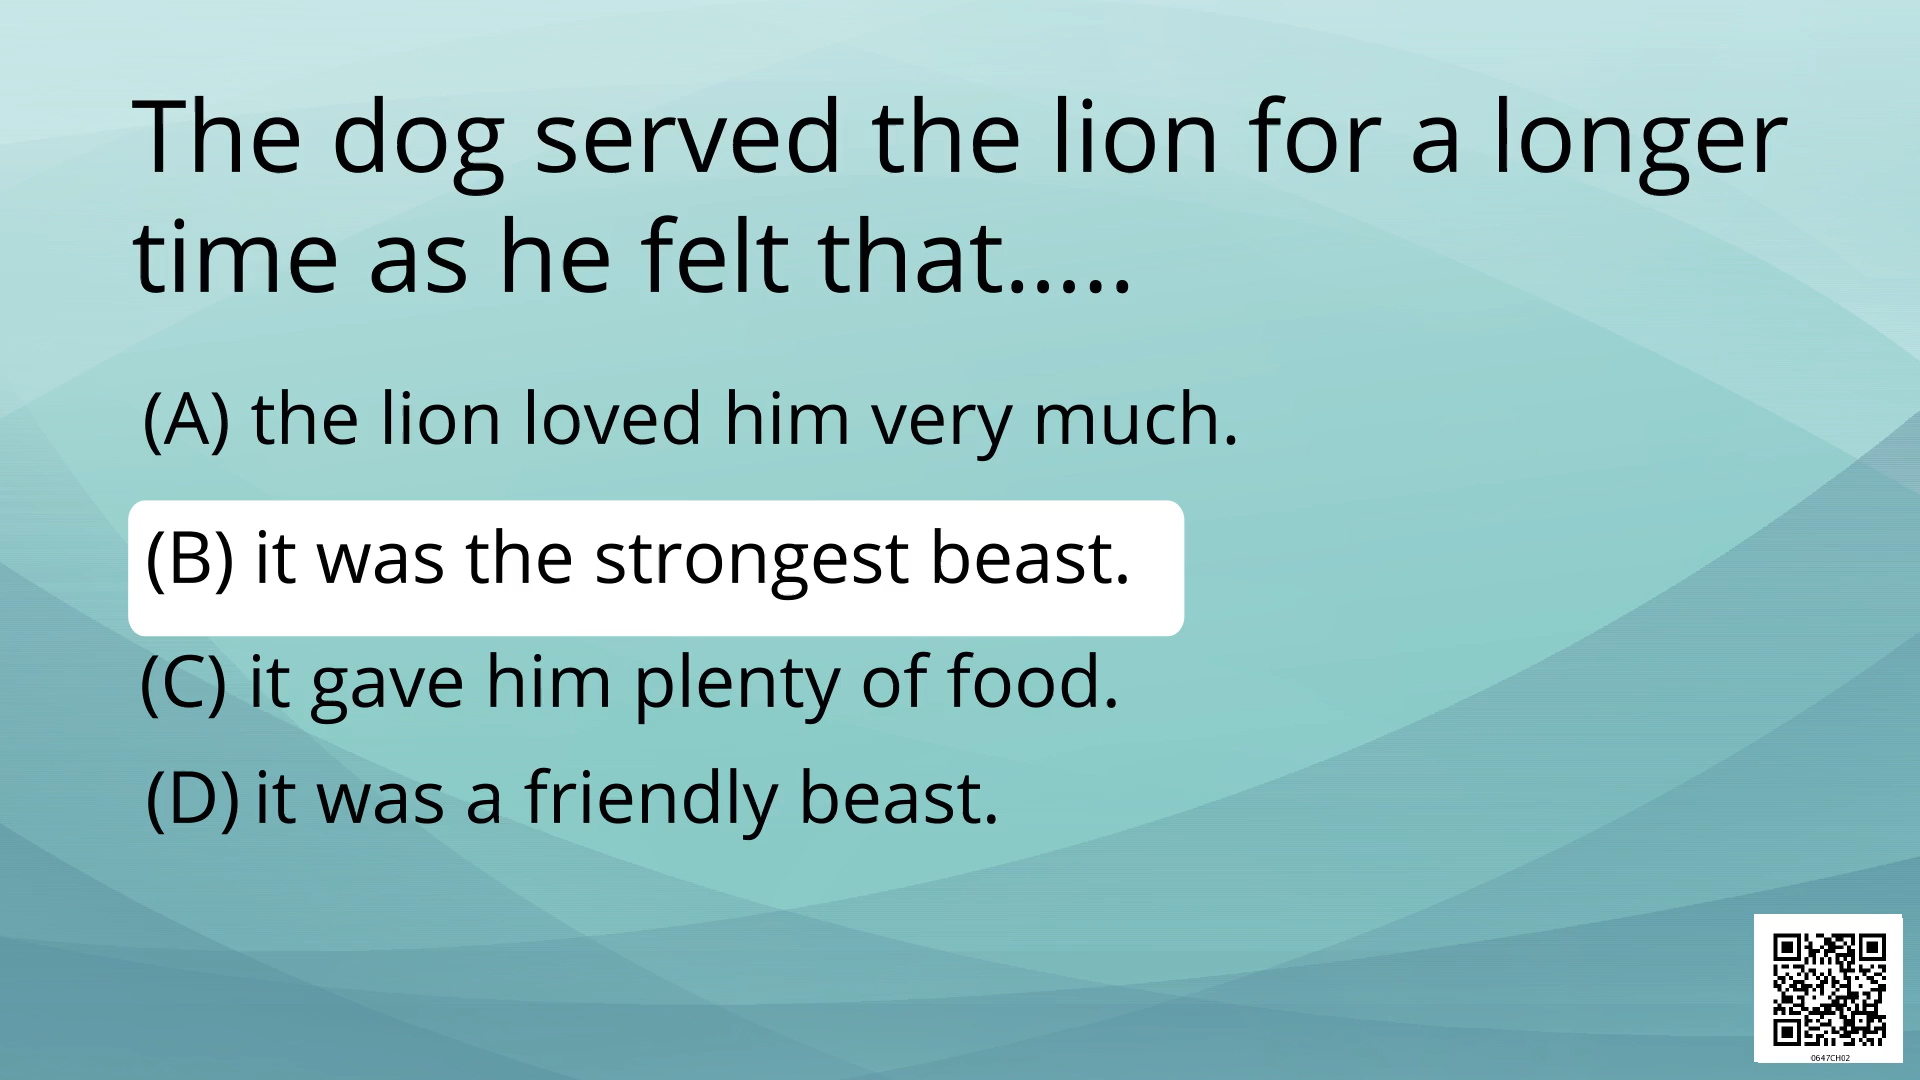 The dog served the lion for a longer
time as he felt that.....
(A) the lion loved him very much.
(B) it was the strongest beast.
(C) it gave him plenty of food.
(D) it was a friendly beast.
0647CH02